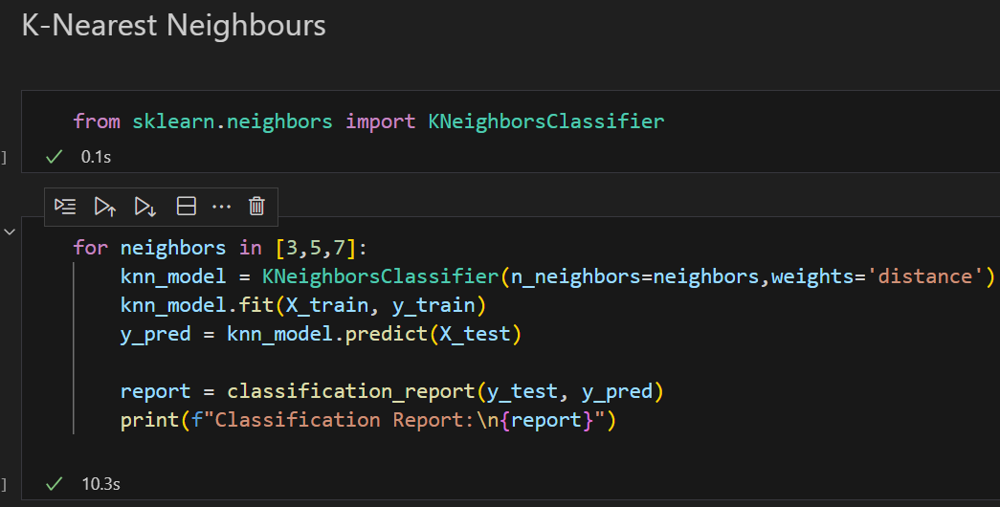 K-Nearest Neighbours
from sklearn.neighbors import KNeighborsClassifier
] 0.1s
for neighbors in [3,5,7]:
    knn_model = KNeighborsClassifier(n_neighbors=neighbors,weights='distance')
    knn_model.fit(X_train, y_train)
    y_pred = knn_model.predict(X_test)
    report = classification_report(y_test, y_pred)
    print(f"Classification Report:\n{report}")
] 10.3s